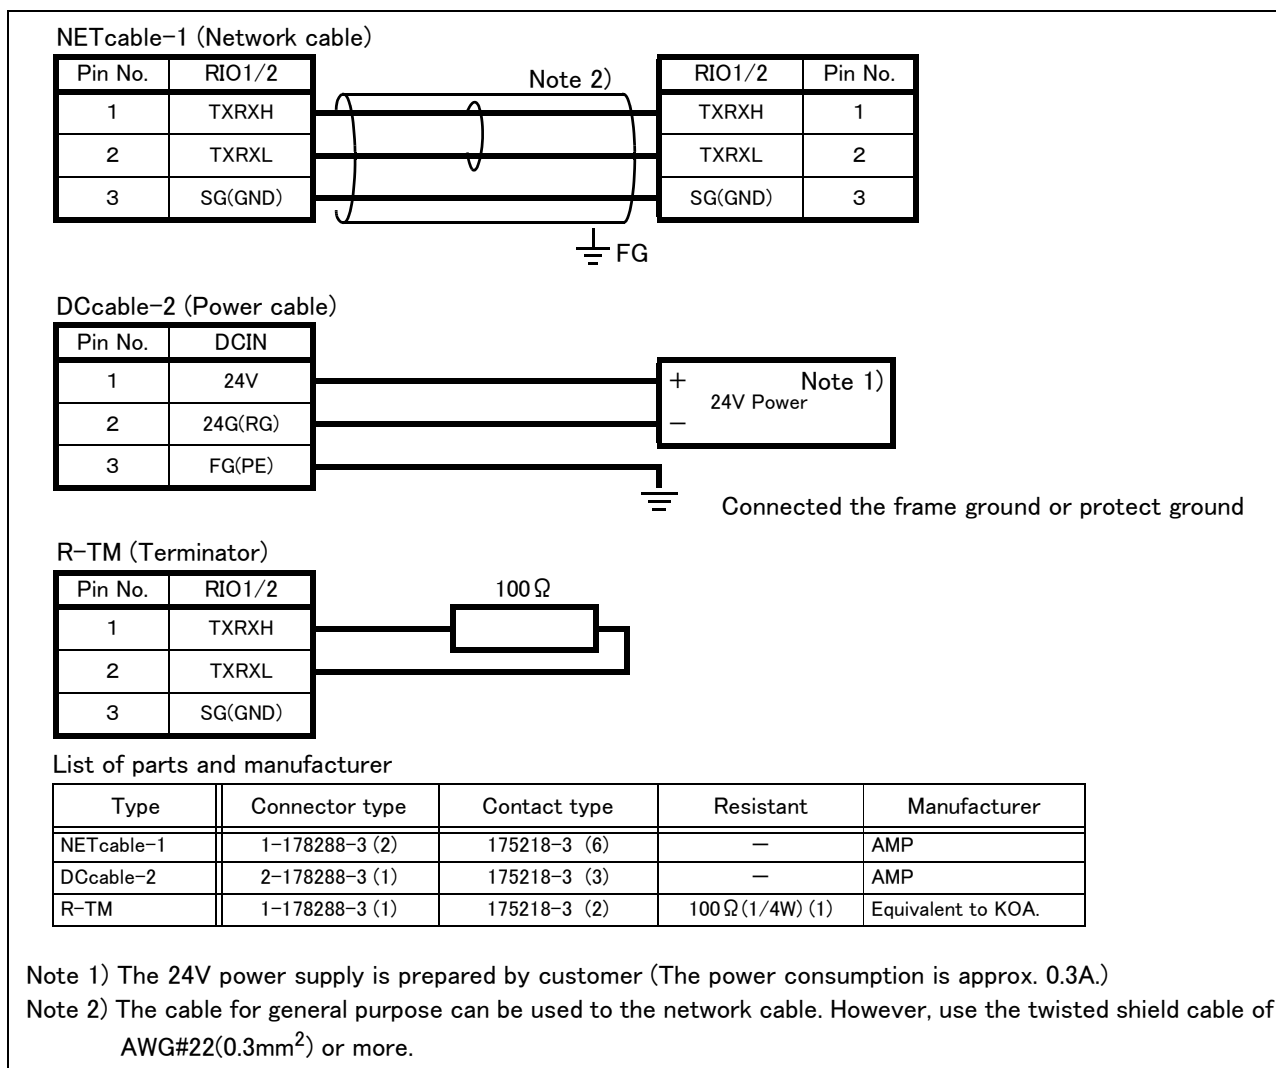 NETcable-1 (Network cable)
Pin No. RIO1/2 Note 2) RIO1/2 Pin No.
1 TXRXH TXRXH 1
2 TXRXL TXRXL 2
3 SG(GND) SG(GND) 3
FG
DCcable-2 (Power cable)
Pin No. DCIN
1 24V + Note 1)
24V Power
2 24G(RG) −
3 FG(PE)
Connected the frame ground or protect ground
R-TM (Terminator)
Pin No. RIO1/2 100Ω
1 TXRXH
2 TXRXL
3 SG(GND)
List of parts and manufacturer
Type Connector type Contact type Resistant Manufacturer
NETcable-1 1-178288-3 (2) 175218-3 (6) − AMP
DCcable-2 2-178288-3 (1) 175218-3 (3) − AMP
R-TM 1-178288-3 (1) 175218-3 (2) 100Ω(1/4W) (1) Equivalent to KOA.
Note 1) The 24V power supply is prepared by customer (The power consumption is approx. 0.3A.)
Note 2) The cable for general purpose can be used to the network cable. However, use the twisted shield cable of
AWG#22(0.3mm²) or more.